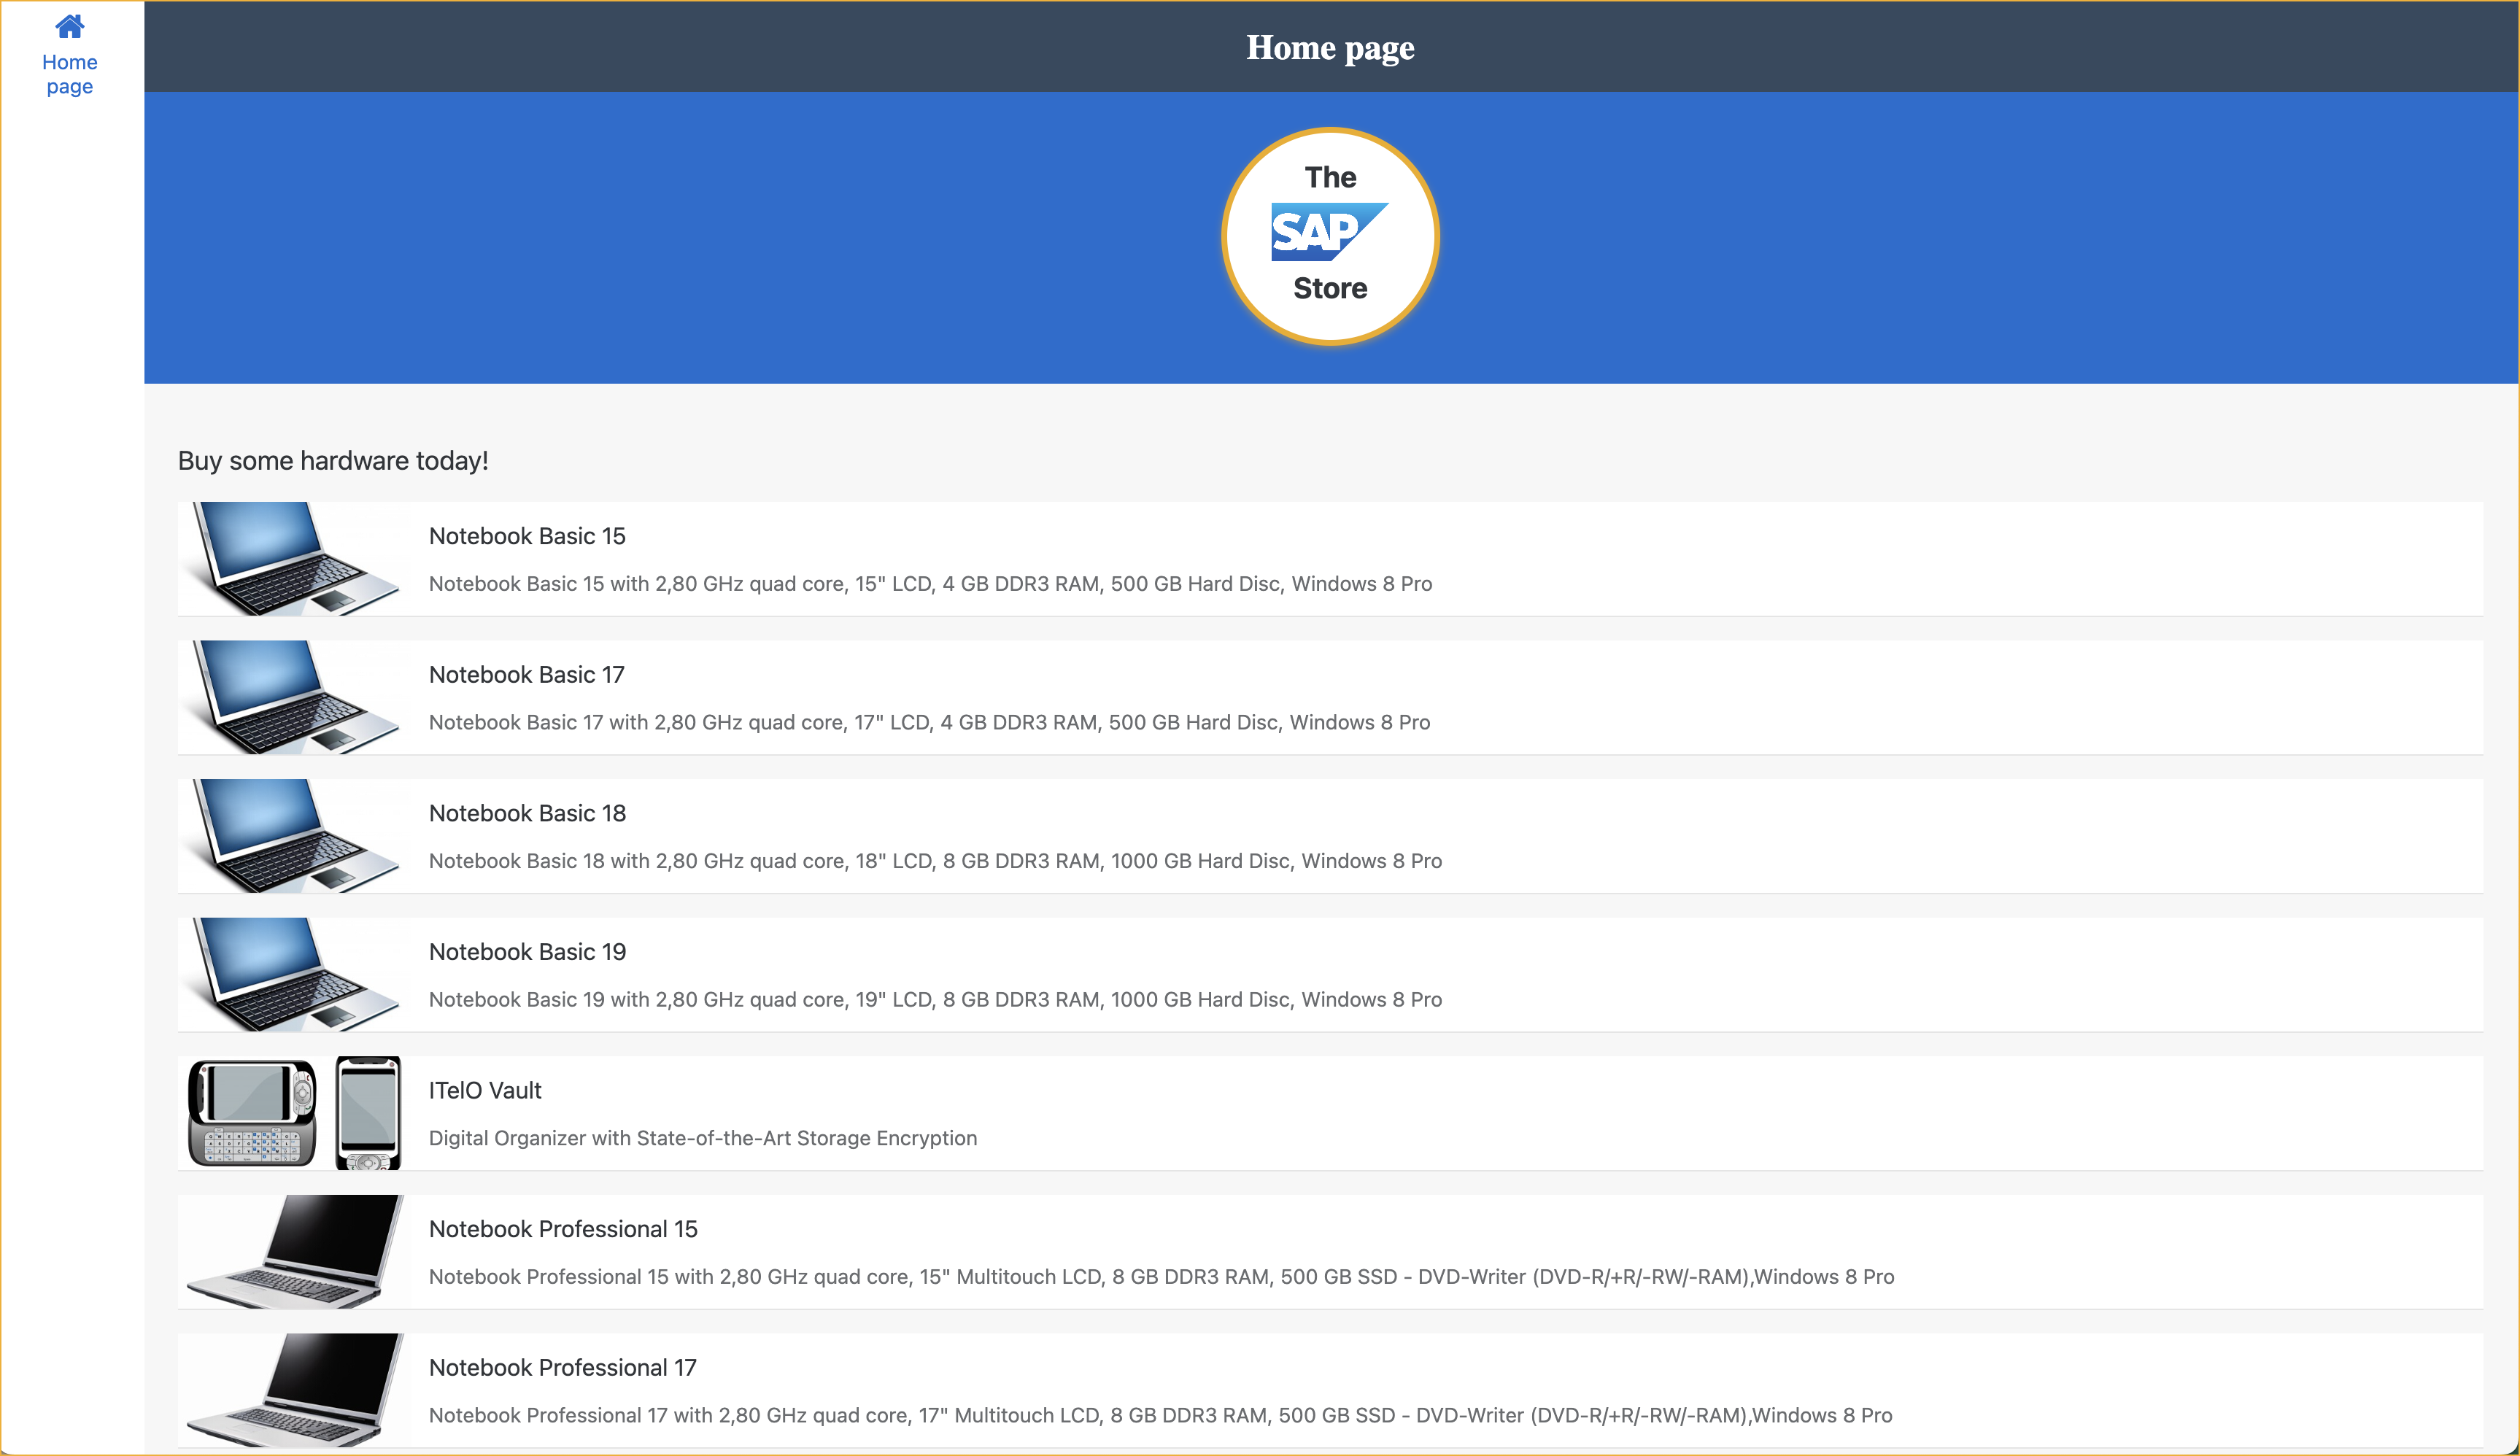 Home
page
Home page
The
SAP
Store
Buy some hardware today!
Notebook Basic 15
Notebook Basic 15 with 2,80 GHz quad core, 15" LCD, 4 GB DDR3 RAM, 500 GB Hard Disc, Windows 8 Pro
Notebook Basic 17
Notebook Basic 17 with 2,80 GHz quad core, 17" LCD, 4 GB DDR3 RAM, 500 GB Hard Disc, Windows 8 Pro
Notebook Basic 18
Notebook Basic 18 with 2,80 GHz quad core, 18" LCD, 8 GB DDR3 RAM, 1000 GB Hard Disc, Windows 8 Pro
Notebook Basic 19
Notebook Basic 19 with 2,80 GHz quad core, 19" LCD, 8 GB DDR3 RAM, 1000 GB Hard Disc, Windows 8 Pro
ITelO Vault
Digital Organizer with State-of-the-Art Storage Encryption
Notebook Professional 15
Notebook Professional 15 with 2,80 GHz quad core, 15" Multitouch LCD, 8 GB DDR3 RAM, 500 GB SSD - DVD-Writer (DVD-R/+R/-RW/-RAM),Windows 8 Pro
Notebook Professional 17
Notebook Professional 17 with 2,80 GHz quad core, 17" Multitouch LCD, 8 GB DDR3 RAM, 500 GB SSD - DVD-Writer (DVD-R/+R/-RW/-RAM),Windows 8 Pro